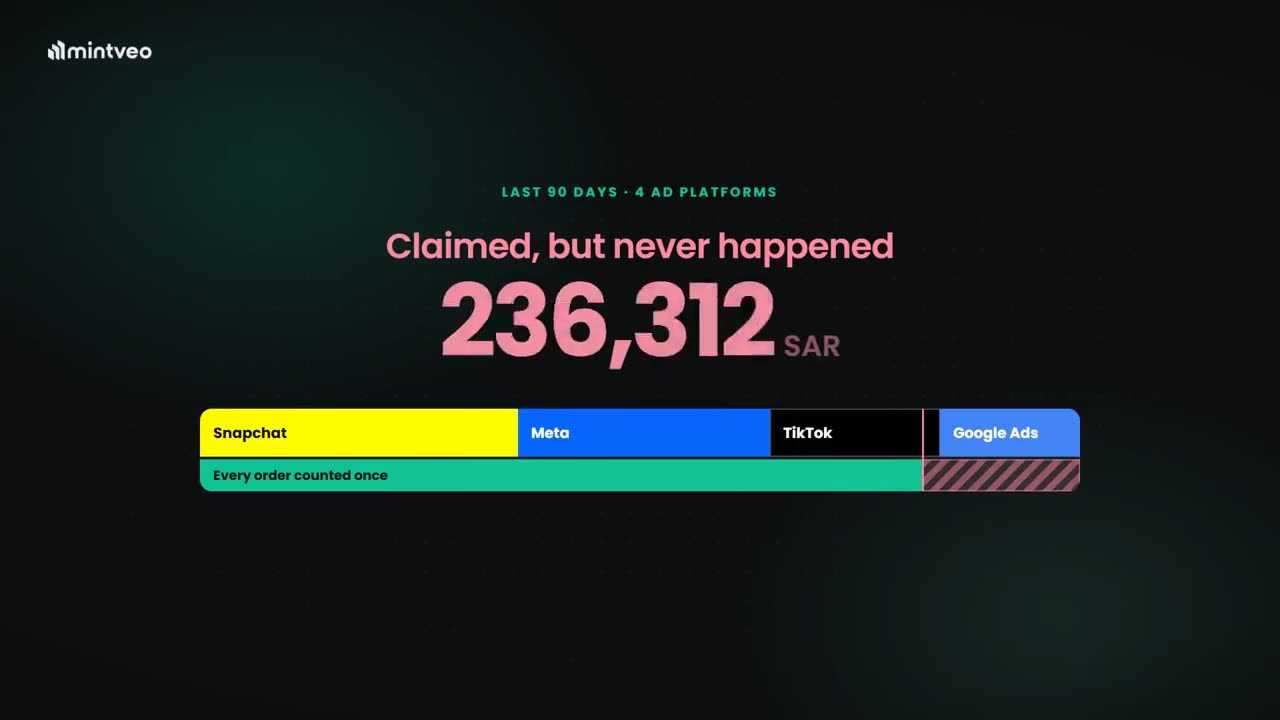 mintveo
LAST 90 DAYS · 4 AD PLATFORMS
Claimed, but never happened
236,312 SAR
Snapchat Meta TikTok Google Ads
Every order counted once